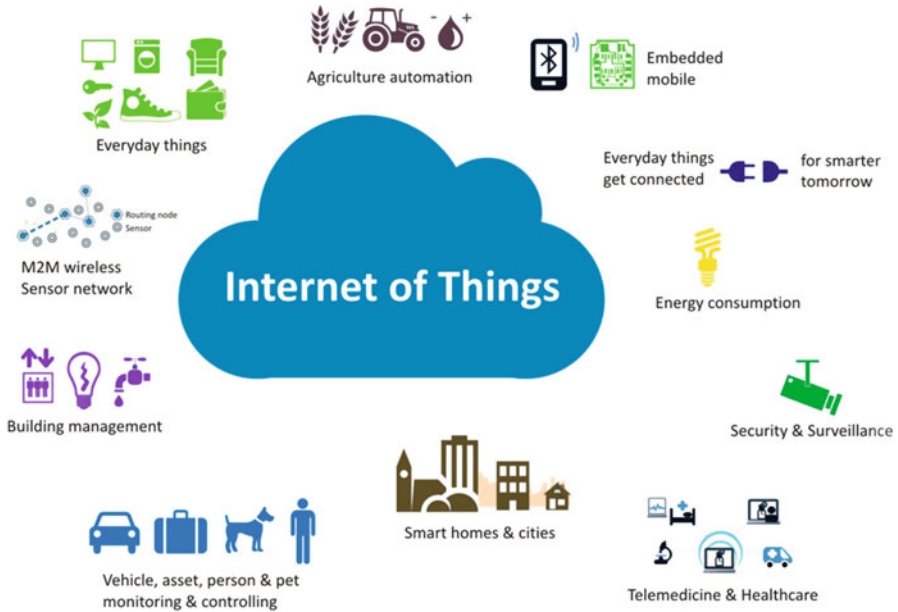 Agriculture automation
Embedded
mobile
Everyday things
Everyday things
get connected
for smarter
tomorrow
Routing node
Sensor
M2M wireless
Sensor network
Internet of Things
Energy consumption
Building management
Security & Surveillance
Smart homes & cities
Vehicle, asset, person & pet
monitoring & controlling
Telemedicine & Healthcare